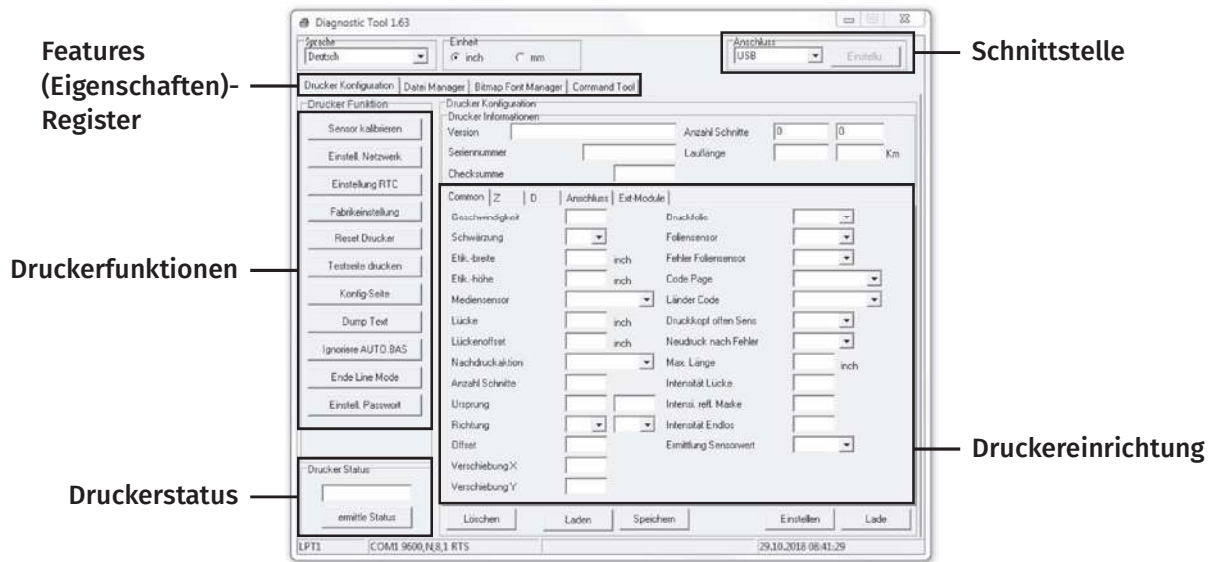 Diagnostic Tool 1.63
Sprache
Deutsch
Einheit
inch
mm
Anschluss
USB
Einstellu.
Features
(Eigenschaften)-
Register
Schnittstelle
Drucker Konfiguration
Datei Manager
Bitmap Font Manager
Command Tool
Drucker Funktion
Sensor kalibrieren
Einstell. Netzwerk
Einstellung RTC
Fabrikeinstellung
Reset Drucker
Testseite drucken
Konfig-Seite
Dump Text
Ignoriere AUTO.BAS
Ende Line Mode
Einstell. Passwort
Druckerfunktionen
Drucker Konfiguration
Drucker Informationen
Version
Anzahl Schnitte
0
0
Seriennummer
Lauflänge
Km
Checksumme
Common
Z
D
Anschluss
Ext-Module
Geschwindigkeit
Druckfolie
Schwärzung
Foliensensor
Etik.-breite
inch
Fehler Foliensensor
Etik.-höhe
inch
Code Page
Mediensensor
Länder Code
Lücke
inch
Druckkopf offen Sens
Lückenoffset
inch
Neudruck nach Fehler
Nachdruckaktion
Max. Länge
inch
Anzahl Schnitte
Intensität Lücke
Ursprung
Intensi. refl. Marke
Richtung
Intensität Endlos
Offset
Ermittlung Sensorwert
Verschiebung X
Verschiebung Y
Druckereinrichtung
Drucker Status
ermittle Status
Druckerstatus
Löschen
Laden
Speichern
Einstellen
Lade
LPT1
COM1 9600,N,8,1 RTS
29.10.2018 08:41:29